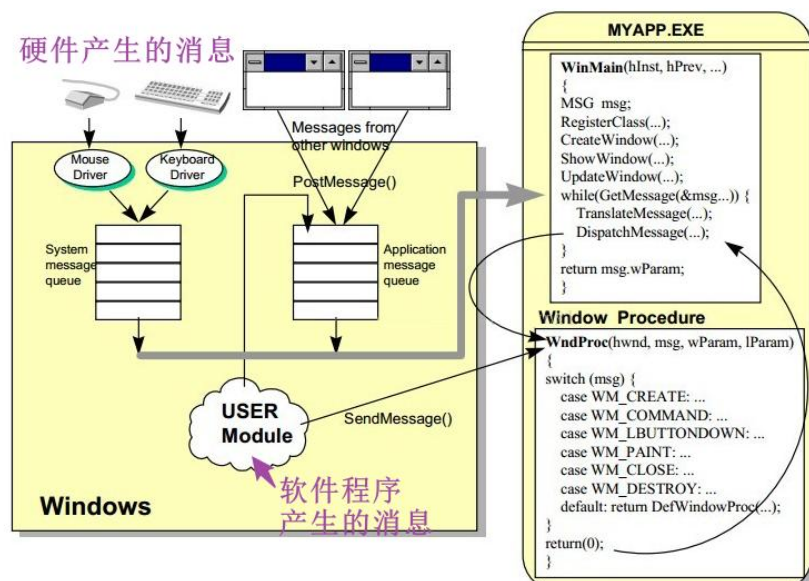 硬件产生的消息
Messages from
other windows
Mouse
Driver
Keyboard
Driver
PostMessage()
System
message
queue
Application
message
queue
USER
Module
SendMessage()
软件程序
产生的消息
Windows
MYAPP.EXE
WinMain(hInst, hPrev, ...)
{
MSG msg;
RegisterClass(...);
CreateWindow(...);
ShowWindow(...);
UpdateWindow(...);
while(GetMessage(&msg...)) {
TranslateMessage(...);
DispatchMessage(...);
}
return msg.wParam;
}
Window Procedure
WndProc(hwnd, msg, wParam, lParam)
{
switch (msg) {
case WM_CREATE: ...
case WM_COMMAND: ...
case WM_LBUTTONDOWN: ...
case WM_PAINT: ...
case WM_CLOSE: ...
case WM_DESTROY: ...
default: return DefWindowProc(...);
}
return(0);
}